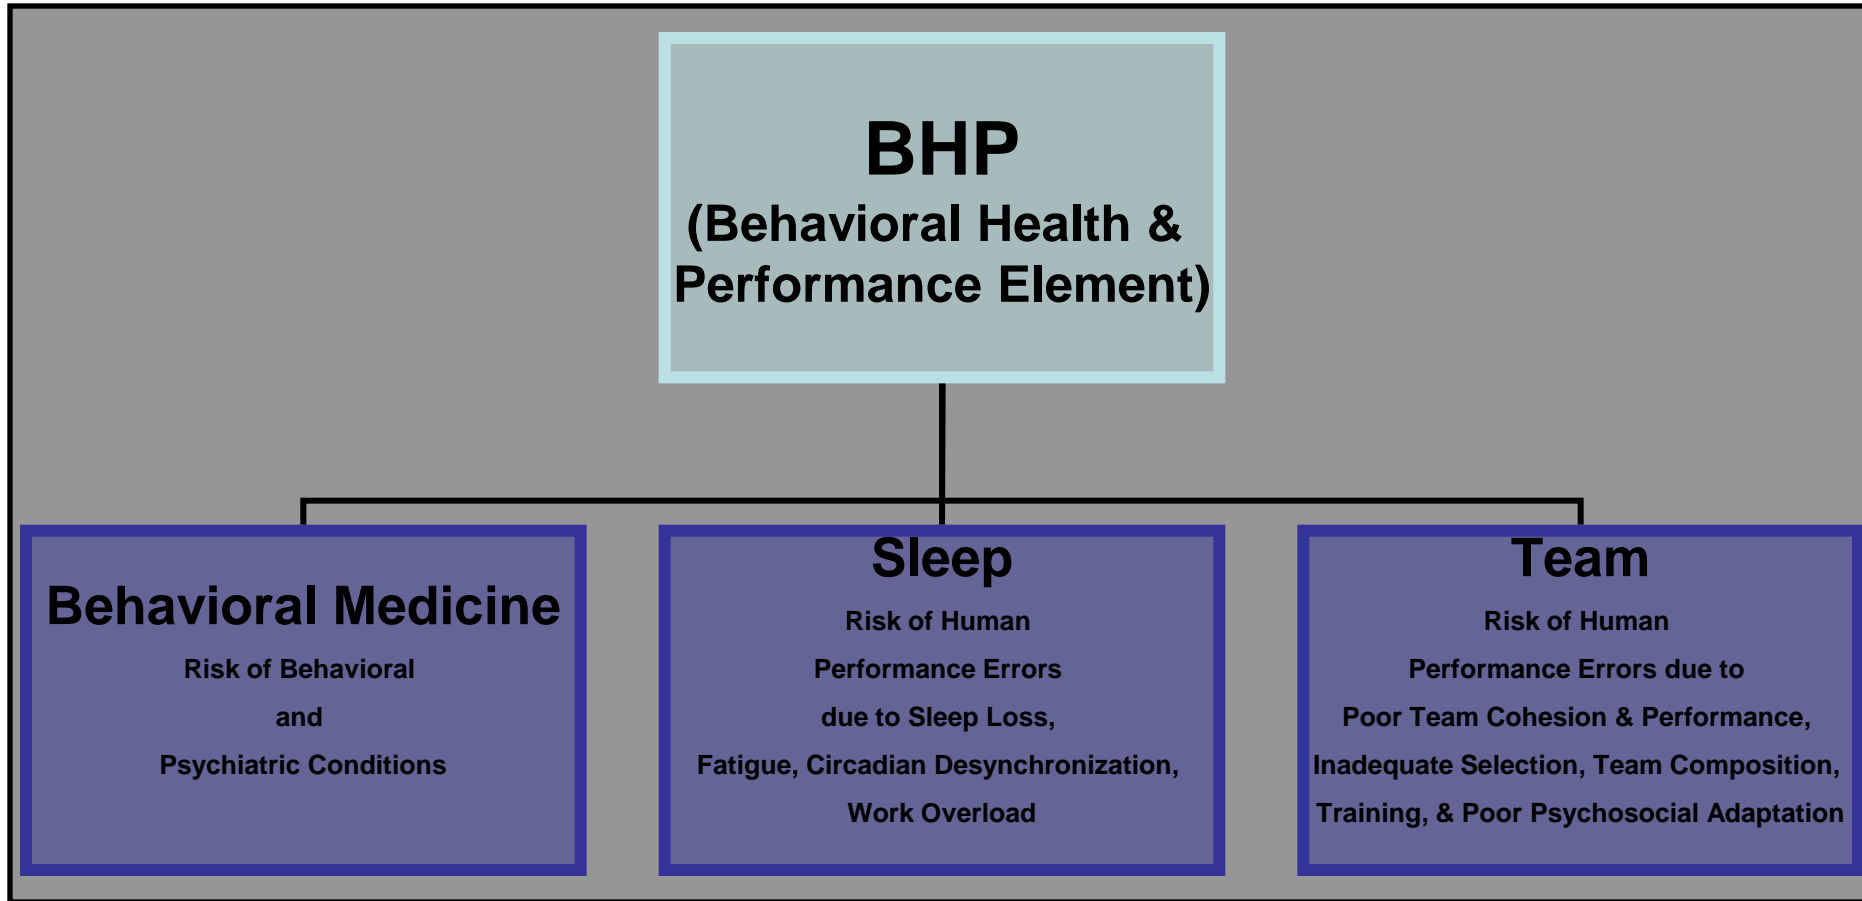 BHP
(Behavioral Health &
Performance Element)
Behavioral Medicine
Risk of Behavioral
and
Psychiatric Conditions
Sleep
Risk of Human
Performance Errors
due to Sleep Loss,
Fatigue, Circadian Desynchronization,
Work Overload
Team
Risk of Human
Performance Errors due to
Poor Team Cohesion & Performance,
Inadequate Selection, Team Composition,
Training, & Poor Psychosocial Adaptation